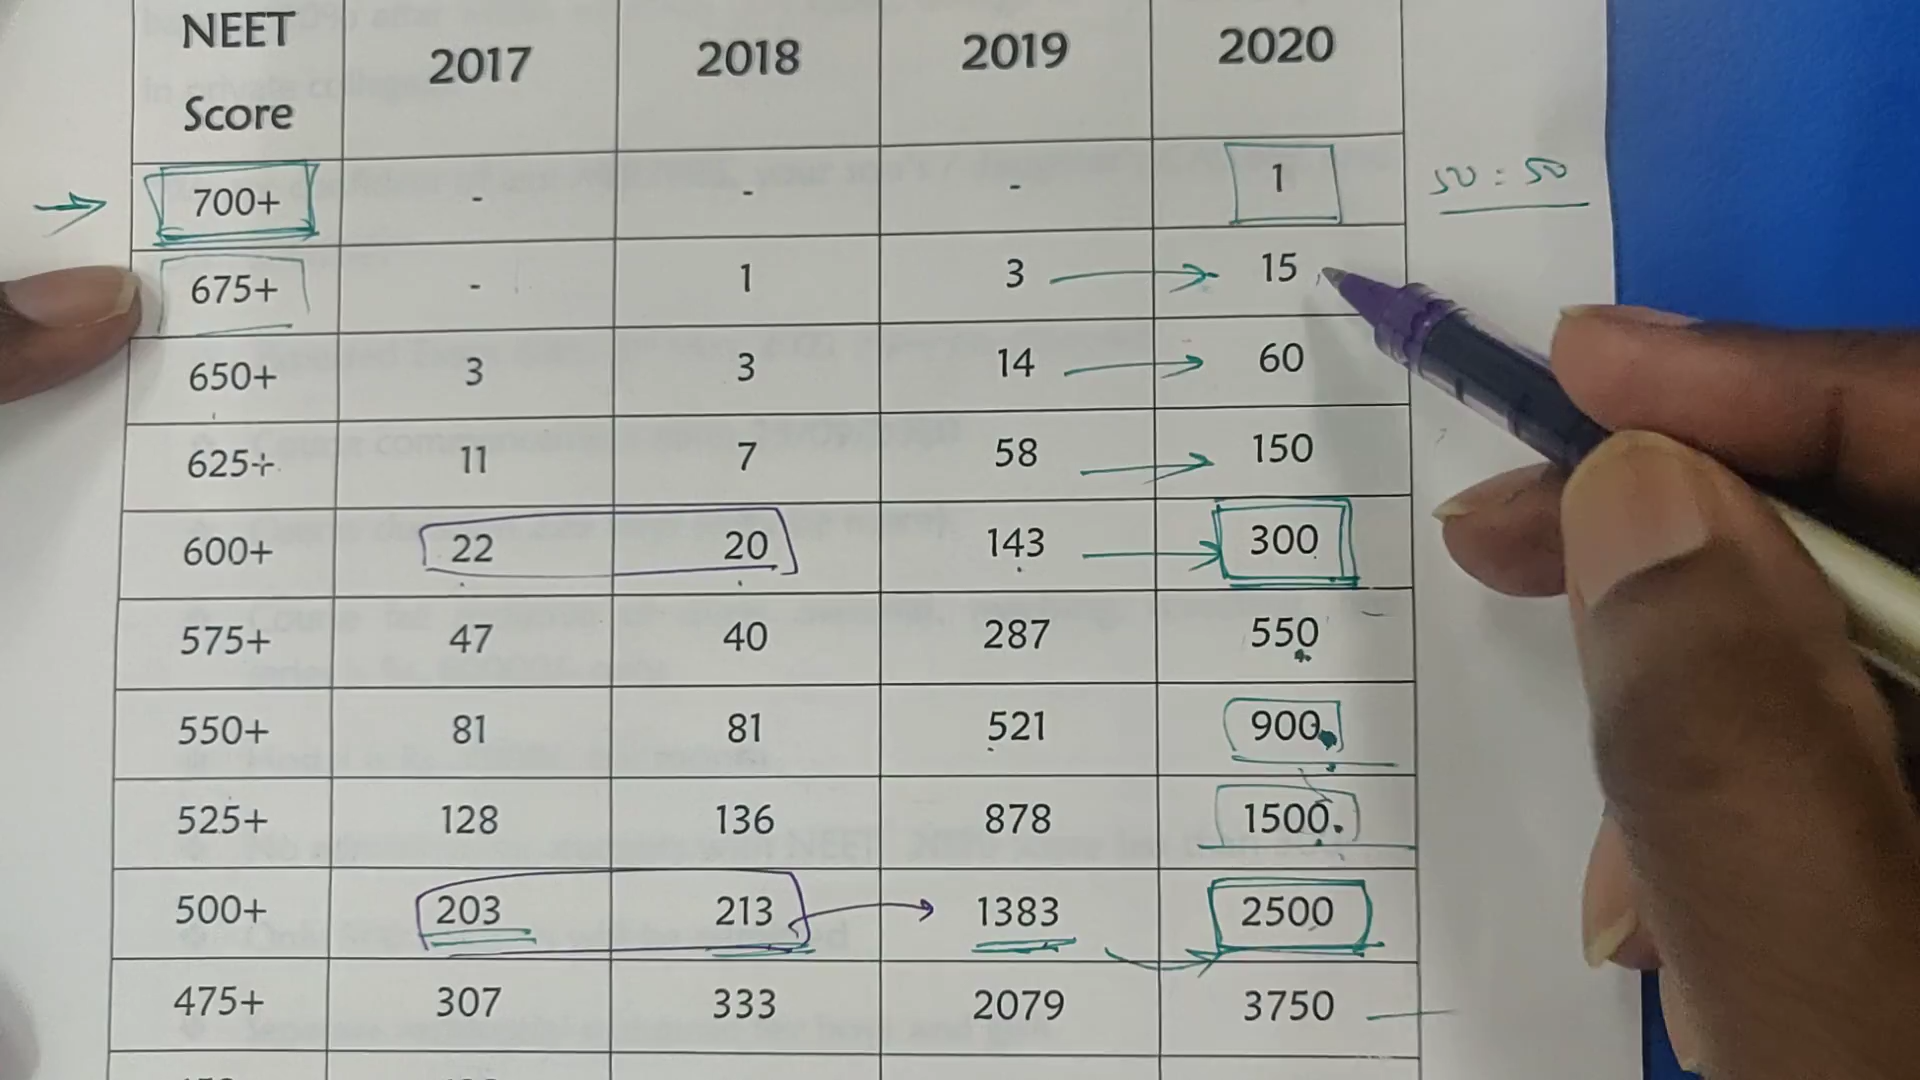 NEET Score 2017 2018 2019 2020
700+ - - - 1 50 : 50
675+ - 1 3 15
650+ 3 3 14 60
625+ 11 7 58 150
600+ 22 20 143 300
575+ 47 40 287 550
550+ 81 81 521 900
525+ 128 136 878 1500
500+ 203 213 1383 2500
475+ 307 333 2079 3750